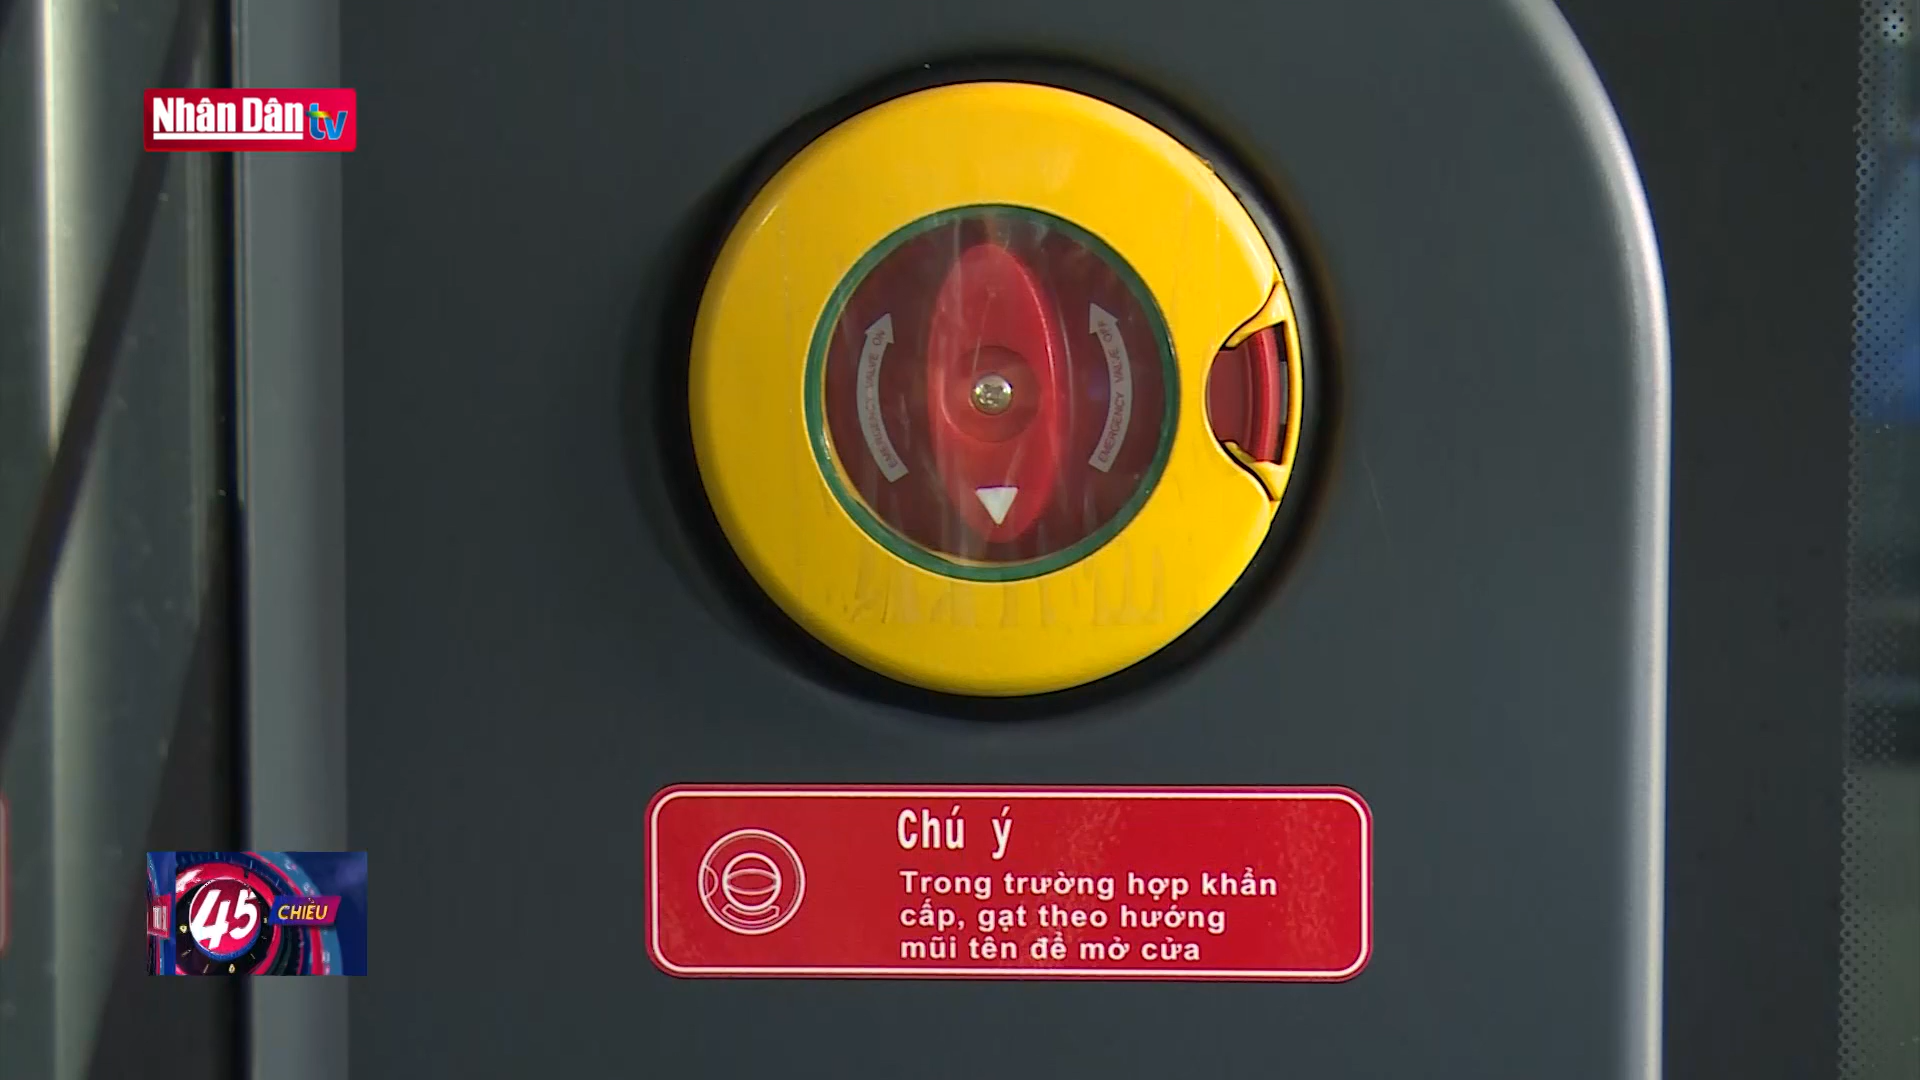 Nhân Dân tv
EMERGENCY VALVE ON
EMERGENCY VALVE OFF
Chú ý
Trong trường hợp khẩn
cấp, gạt theo hướng
mũi tên để mở cửa
45
CHIỀU